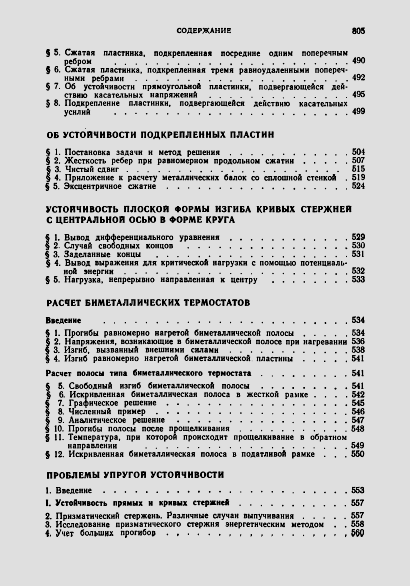 СОДЕРЖАНИЕ 805
§ 5. Сжатая пластинка, подкрепленная посредине одним поперечным
ребром . . . . . . . . . . . . . . . . 490
§ 6. Сжатая пластинка, подкрепленная тремя равноудаленными попереч-
ными ребрами . . . . . . . . . . . . . . . 492
§ 7. Об устойчивости прямоугольной пластинки, подвергающейся дей-
ствию касательных напряжений . . . . . . . . . 495
§ 8. Подкрепление пластинки, подвергающейся действию касательных
усилий . . . . . . . . . . . . . . . . 499
ОБ УСТОЙЧИВОСТИ ПОДКРЕПЛЕННЫХ ПЛАСТИН
§ 1. Постановка задачи и метод решения . . . . . . . . 504
§ 2. Жесткость ребер при равномерном продольном сжатии . . . . 507
§ 3. Чистый сдвиг . . . . . . . . . . . . . . . 515
§ 4. Приложение к расчету металлических балок со сплошной стенкой . 519
§ 5. Эксцентричное сжатие . . . . . . . . . . . . 524
УСТОЙЧИВОСТЬ ПЛОСКОЙ ФОРМЫ ИЗГИБА КРИВЫХ СТЕРЖНЕЙ
С ЦЕНТРАЛЬНОЙ ОСЬЮ В ФОРМЕ КРУГА
§ 1. Вывод дифференциального уравнения . . . . . . . . 529
§ 2. Случай свободных концов . . . . . . . . . . . 530
§ 3. Заделанные концы . . . . . . . . . . . . . 531
§ 4. Вывод выражения для критической нагрузки с помощью потенциаль-
ной энергии . . . . . . . . . . . . . . . 532
§ 5. Нагрузка, непрерывно направленная к центру . . . . . . 533
РАСЧЕТ БИМЕТАЛЛИЧЕСКИХ ТЕРМОСТАТОВ
Введение . . . . . . . . . . . . . . . . . 534
§ 1. Прогибы равномерно нагретой биметаллической полосы . . . . 534
§ 2. Напряжения, возникающие в биметаллической полосе при нагревании 536
§ 3. Изгиб, вызванный внешними силами . . . . . . . . 538
§ 4. Изгиб равномерно нагретой биметаллической пластины . . . . 541
Расчет полосы типа биметаллического термостата . . . . . . 541
§ 5. Свободный изгиб биметаллической полосы . . . . . . 541
§ 6. Искривленная биметаллическая полоса в жесткой рамке . . . 542
§ 7. Графическое решение . . . . . . . . . . . . 545
§ 8. Численный пример . . . . . . . . . . . . . 546
§ 9. Аналитическое решение . . . . . . . . . . . 547
§ 10. Прогибы полосы после прощелкивания . . . . . . . 548
§ 11. Температура, при которой происходит прощелкивание в обратном
направлении . . . . . . . . . . . . . . . 549
§ 12. Искривленная биметаллическая полоса в податливой рамке . . 550
ПРОБЛЕМЫ УПРУГОЙ УСТОЙЧИВОСТИ
1. Введение . . . . . . . . . . . . . . . . . 553
I. Устойчивость прямых и кривых стержней . . . . . . . 557
2. Призматический стержень. Различные случаи выпучивания . . . 557
3. Исследование призматического стержня энергетическим методом . . 558
4. Учет больших прогибов . . . . . . . . . . . . 560